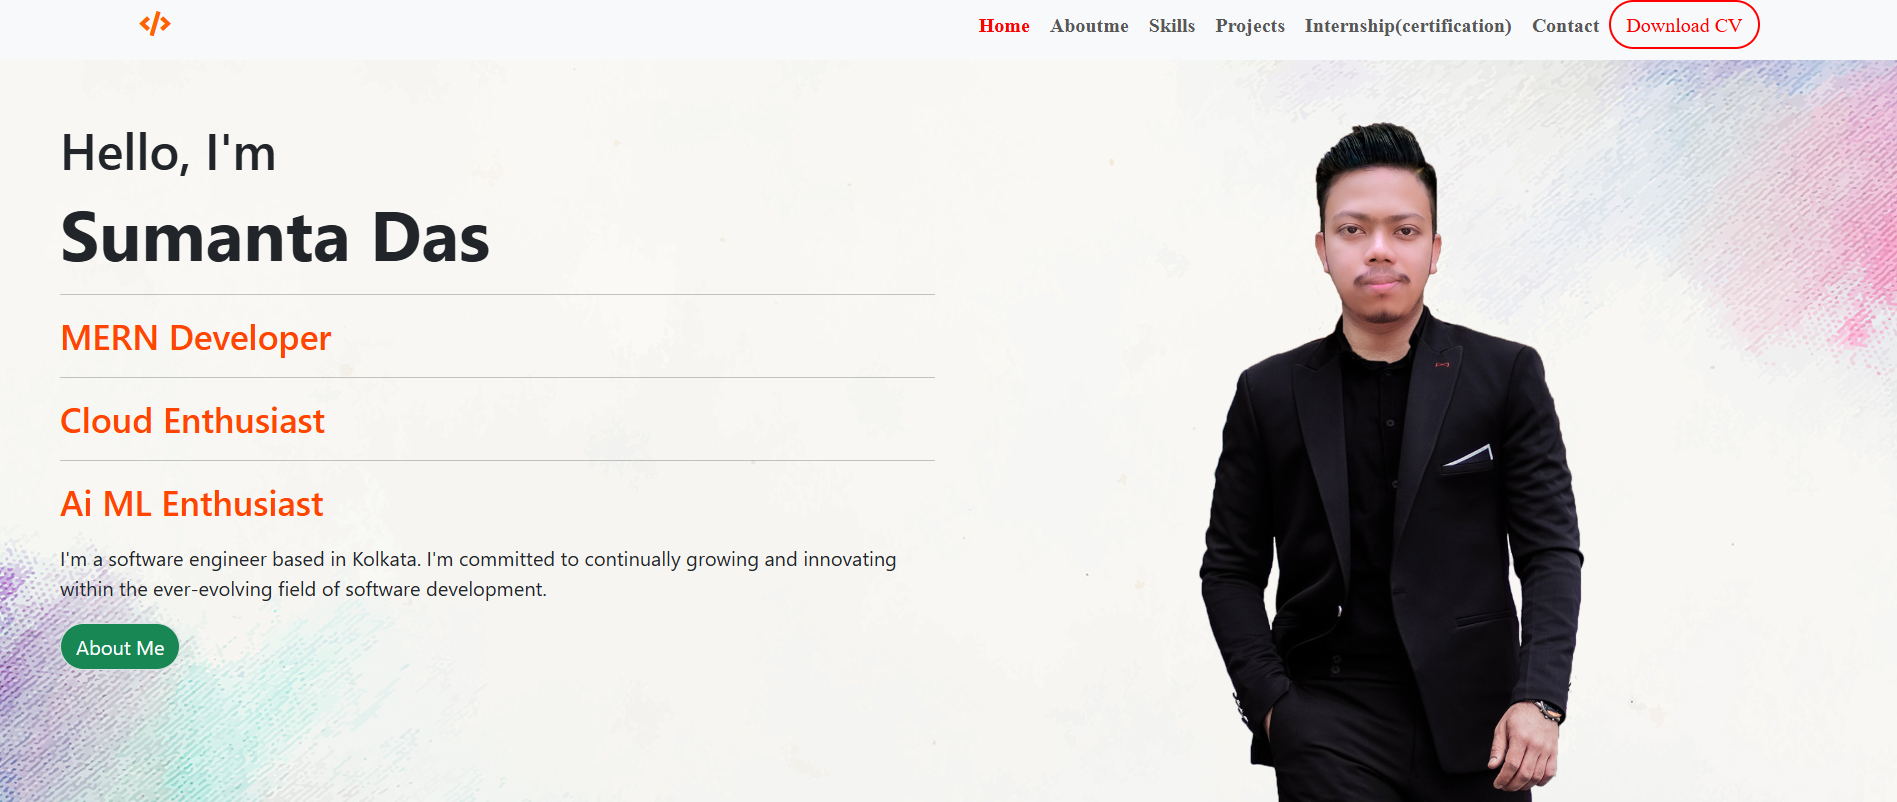 Home Aboutme Skills Projects Internship(certification) Contact Download CV
Hello, I'm
Sumanta Das
MERN Developer
Cloud Enthusiast
Ai ML Enthusiast
I'm a software engineer based in Kolkata. I'm committed to continually growing and innovating
within the ever-evolving field of software development.
About Me